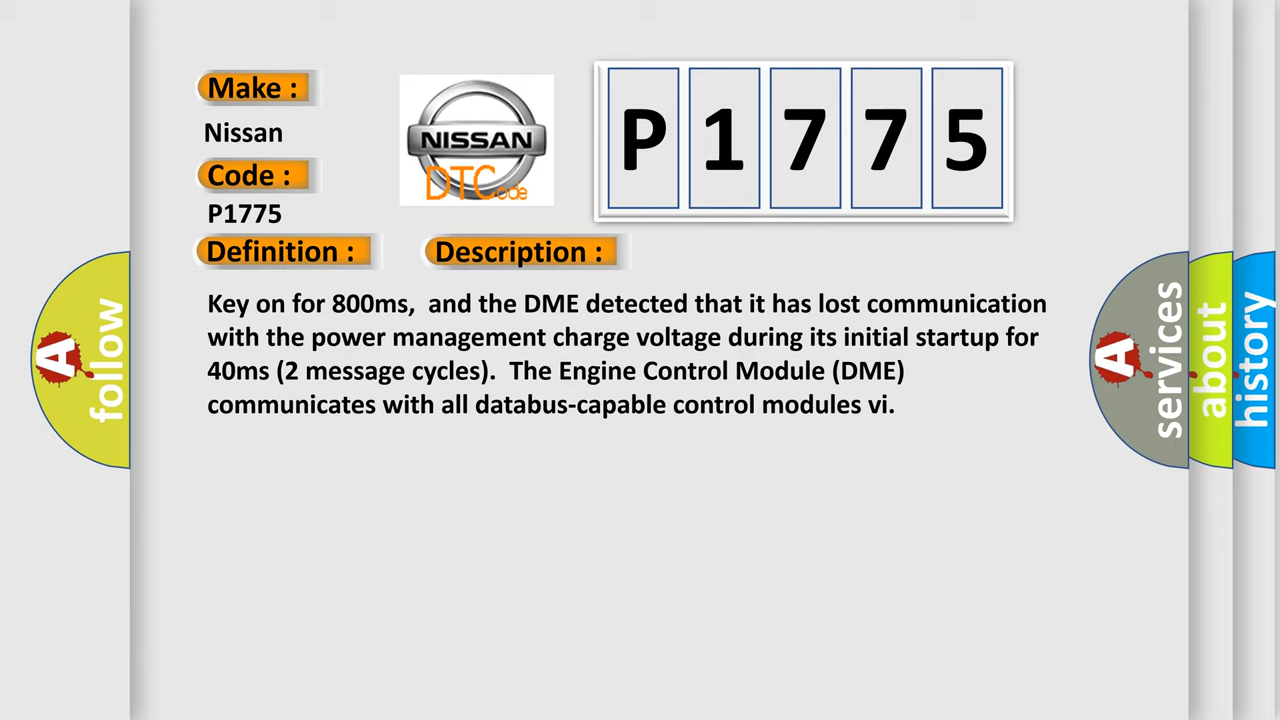 Make :
Nissan
Code :
P1775
NISSAN
DTCode
P 1 7 7 5
Definition :
Description :
Key on for 800ms,  and the DME detected that it has lost communication
with the power management charge voltage during its initial startup for
40ms (2 message cycles).  The Engine Control Module (DME)
communicates with all databus-capable control modules vi.
A follow
A services
about
history